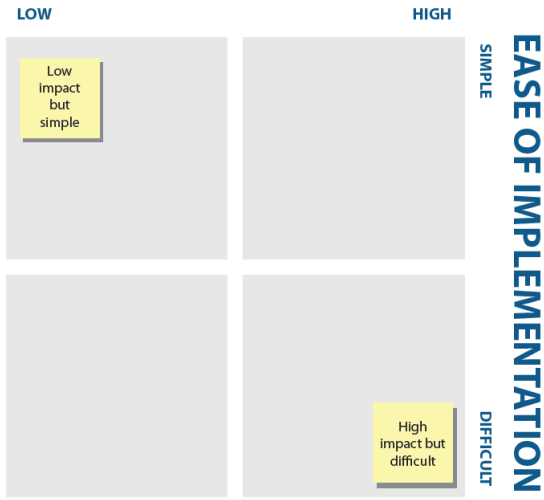 LOW
HIGH
SIMPLE
EASE OF IMPLEMENTATION
Low
impact
but
simple
High
impact but
difficult
DIFFICULT